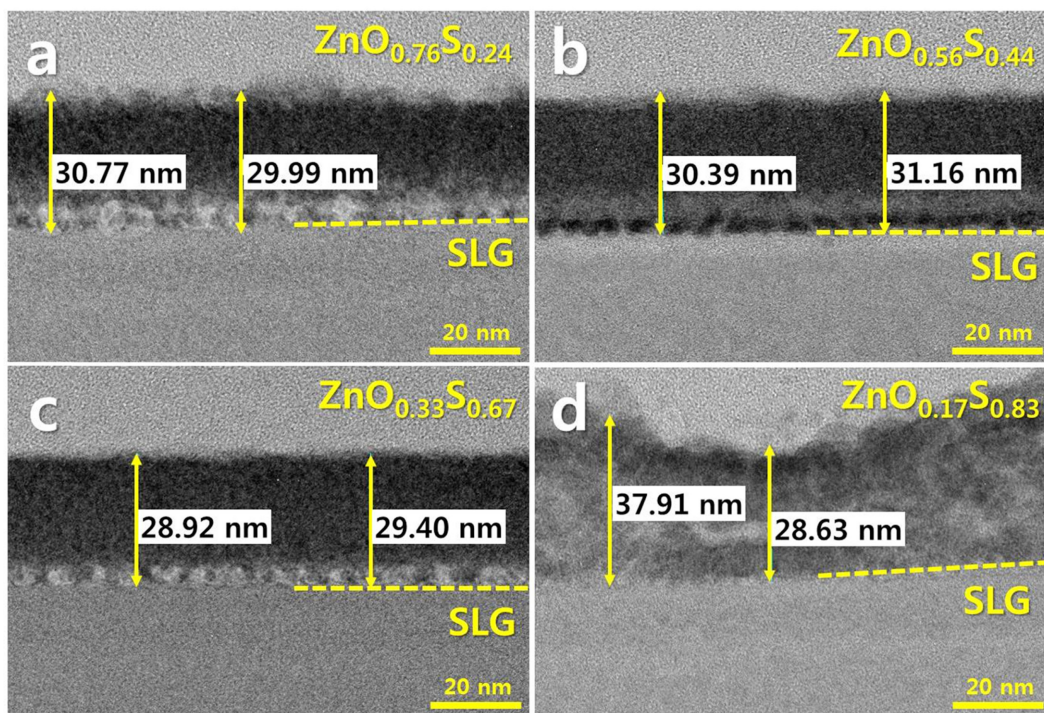 a
ZnO₀.₇₆S₀.₂₄
30.77 nm
29.99 nm
SLG
20 nm
b
ZnO₀.₅₆S₀.₄₄
30.39 nm
31.16 nm
SLG
20 nm
c
ZnO₀.₃₃S₀.₆₇
28.92 nm
29.40 nm
SLG
20 nm
d
ZnO₀.₁₇S₀.₈₃
37.91 nm
28.63 nm
SLG
20 nm